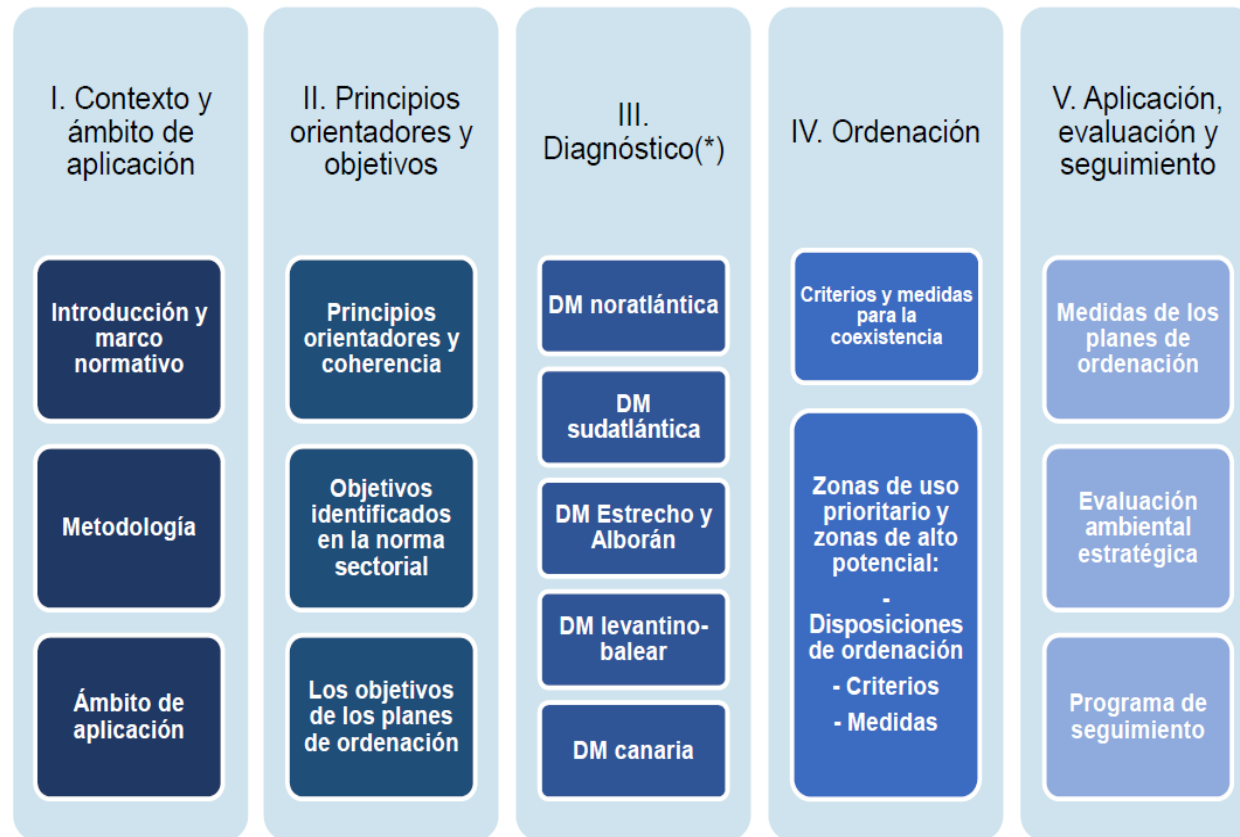 I. Contexto y
ámbito de
aplicación
Introducción y
marco
normativo
Metodología
Ámbito de
aplicación
II. Principios
orientadores y
objetivos
Principios
orientadores y
coherencia
Objetivos
identificados
en la norma
sectorial
Los objetivos
de los planes
de ordenación
III.
Diagnóstico(*)
DM noratlántica
DM
sudatlántica
DM Estrecho y
Alborán
DM levantino-
balear
DM canaria
IV. Ordenación
Criterios y medidas
para la
coexistencia
Zonas de uso
prioritario y
zonas de alto
potencial:
-
Disposiciones
de ordenación
- Criterios
- Medidas
V. Aplicación,
evaluación y
seguimiento
Medidas de los
planes de
ordenación
Evaluación
ambiental
estratégica
Programa de
seguimiento